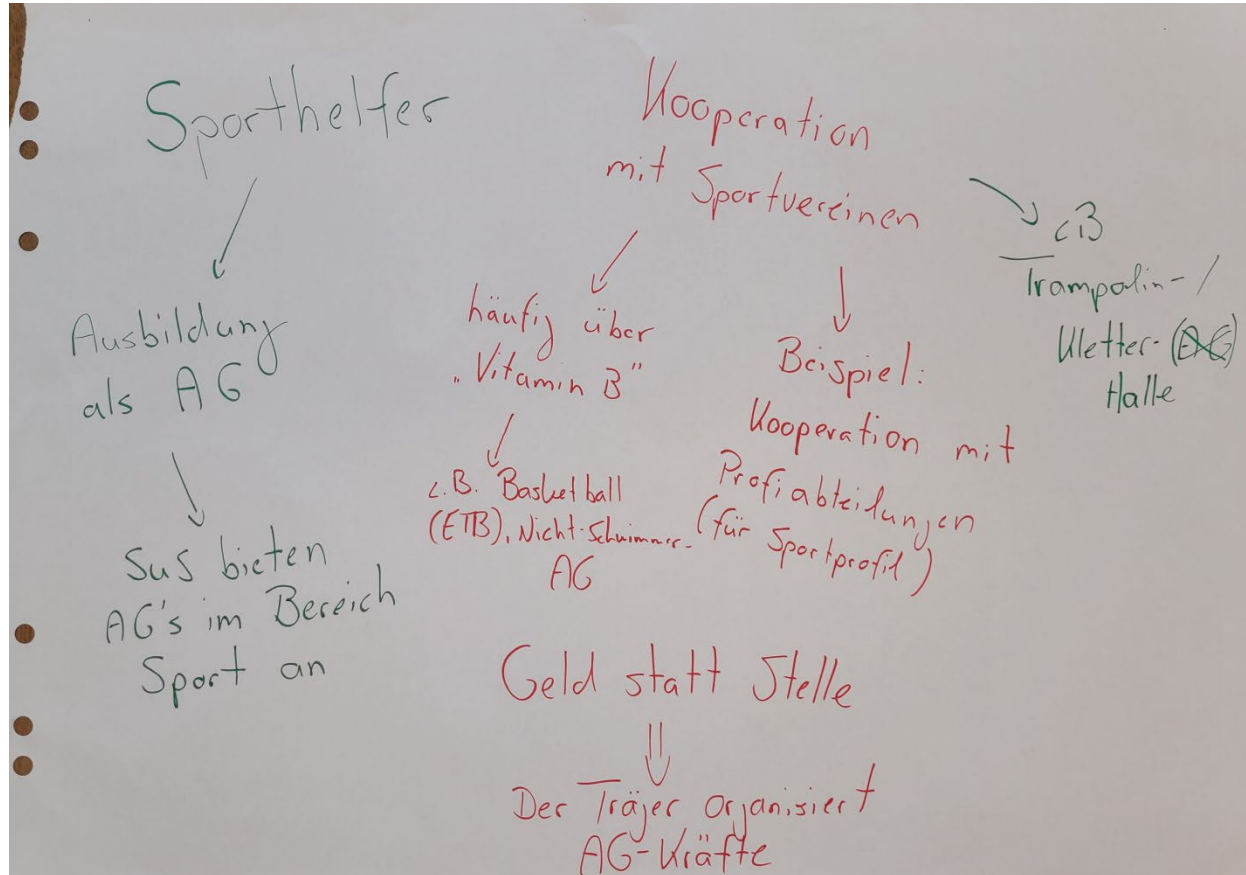 Sporthelfer
Ausbildung
als AG
SuS bieten
AG's im Bereich
Sport an
Kooperation
mit Sportvereinen
häufig über
„Vitamin B"
z.B. Basketball
(ETB), Nicht-Schwimmer-
AG
Beispiel:
Kooperation mit
Profiabteilungen
(für Sportprofil)
zB
Trampolin-/
Kletter-
Halle
Geld statt Stelle
Der Träger organisiert
AG-Kräfte